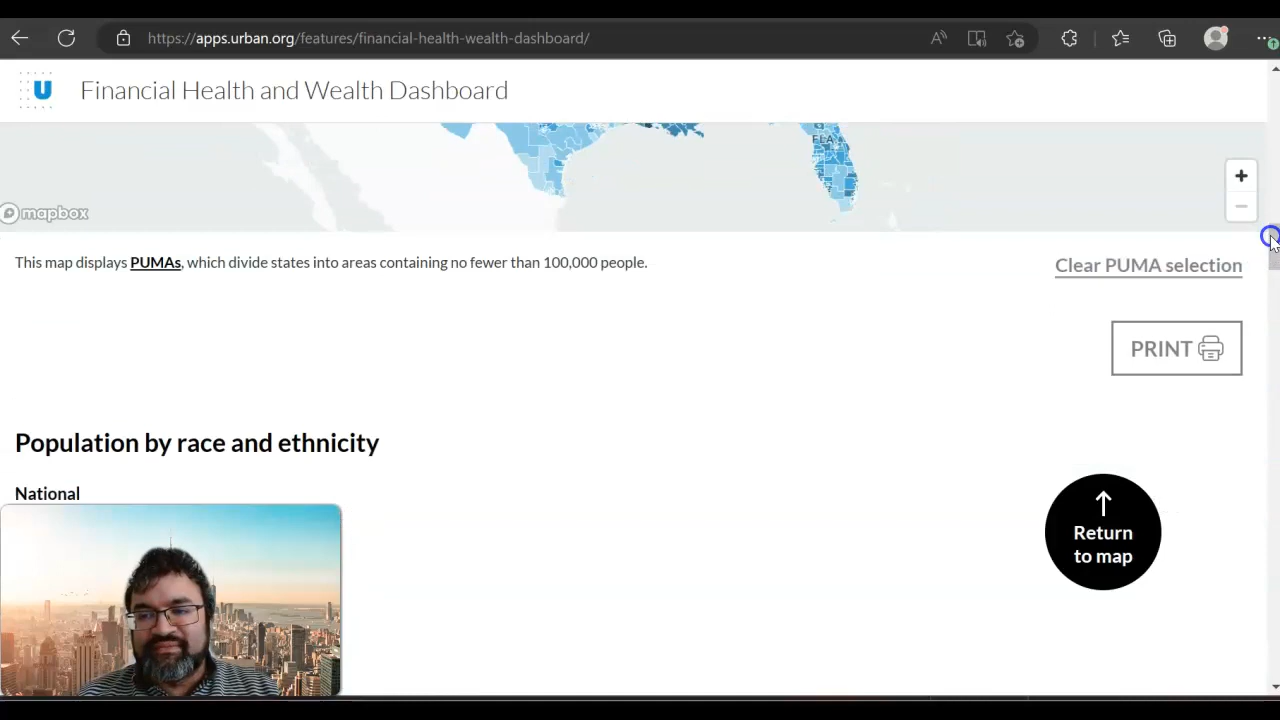 https://apps.urban.org/features/financial-health-wealth-dashboard/
U
Financial Health and Wealth Dashboard
FLA
mapbox
This map displays PUMAs, which divide states into areas containing no fewer than 100,000 people.
Clear PUMA selection
PRINT
Population by race and ethnicity
National
Return
to map